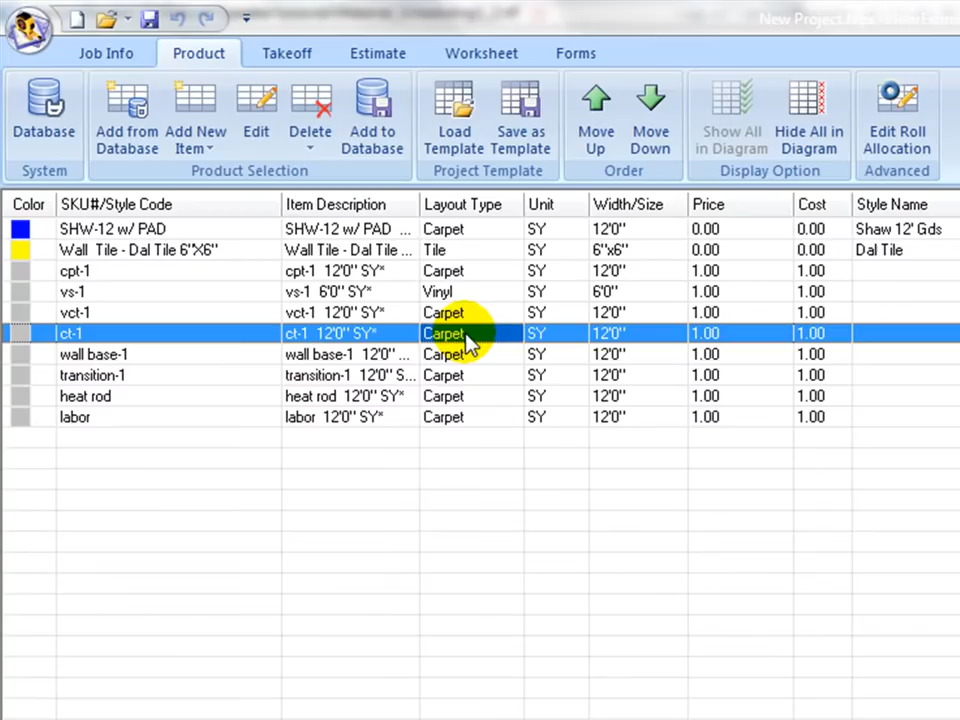 New Project
Job Info Product Takeoff Estimate Worksheet Forms
Database Add from Database Add New Item Edit Delete Add to Database Load Template Save as Template Move Up Move Down Show All in Diagram Hide All in Diagram Edit Roll Allocation
System Product Selection Project Template Order Display Option Advanced
Color SKU#/Style Code Item Description Layout Type Unit Width/Size Price Cost Style Name
SHW-12 w/ PAD SHW-12 w/ PAD ... Carpet SY 12'0" 0.00 0.00 Shaw 12' Gds
Wall Tile - Dal Tile 6"X6" Wall Tile - Dal Tile ... Tile SY 6"x6" 0.00 0.00 Dal Tile
cpt-1 cpt-1 12'0" SY* Carpet SY 12'0" 1.00 1.00
vs-1 vs-1 6'0" SY* Vinyl SY 6'0" 1.00 1.00
vct-1 vct-1 12'0" SY* Carpet SY 12'0" 1.00 1.00
ct-1 ct-1 12'0" SY* Carpet SY 12'0" 1.00 1.00
wall base-1 wall base-1 12'0" ... Carpet SY 12'0" 1.00 1.00
transition-1 transition-1 12'0" S... Carpet SY 12'0" 1.00 1.00
heat rod heat rod 12'0" SY* Carpet SY 12'0" 1.00 1.00
labor labor 12'0" SY* Carpet SY 12'0" 1.00 1.00